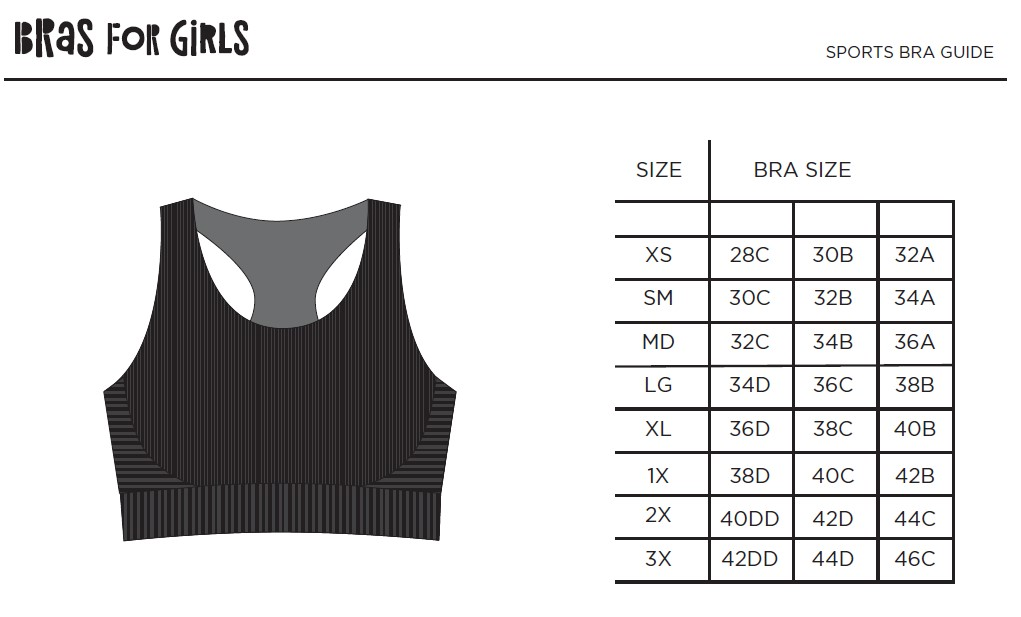 BRas FOR GiRLS
SPORTS BRA GUIDE
SIZE BRA SIZE
XS 28C 30B 32A
SM 30C 32B 34A
MD 32C 34B 36A
LG 34D 36C 38B
XL 36D 38C 40B
1X 38D 40C 42B
2X 40DD 42D 44C
3X 42DD 44D 46C